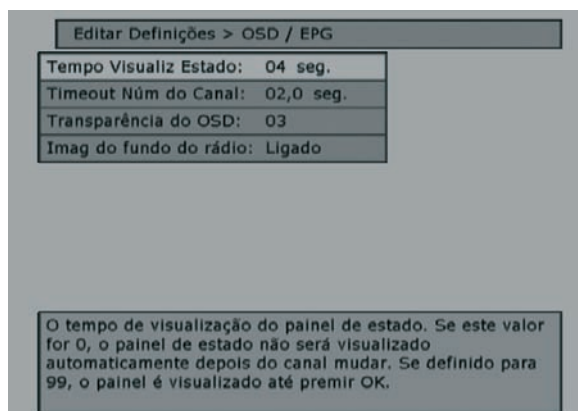 Editar Definições > OSD / EPG
Tempo Visualiz Estado: 04 seg.
Timeout Núm do Canal: 02,0 seg.
Transparência do OSD: 03
Imag do fundo do rádio: Ligado
O tempo de visualização do painel de estado. Se este valor
for 0, o painel de estado não será visualizado
automaticamente depois do canal mudar. Se definido para
99, o painel é visualizado até premir OK.